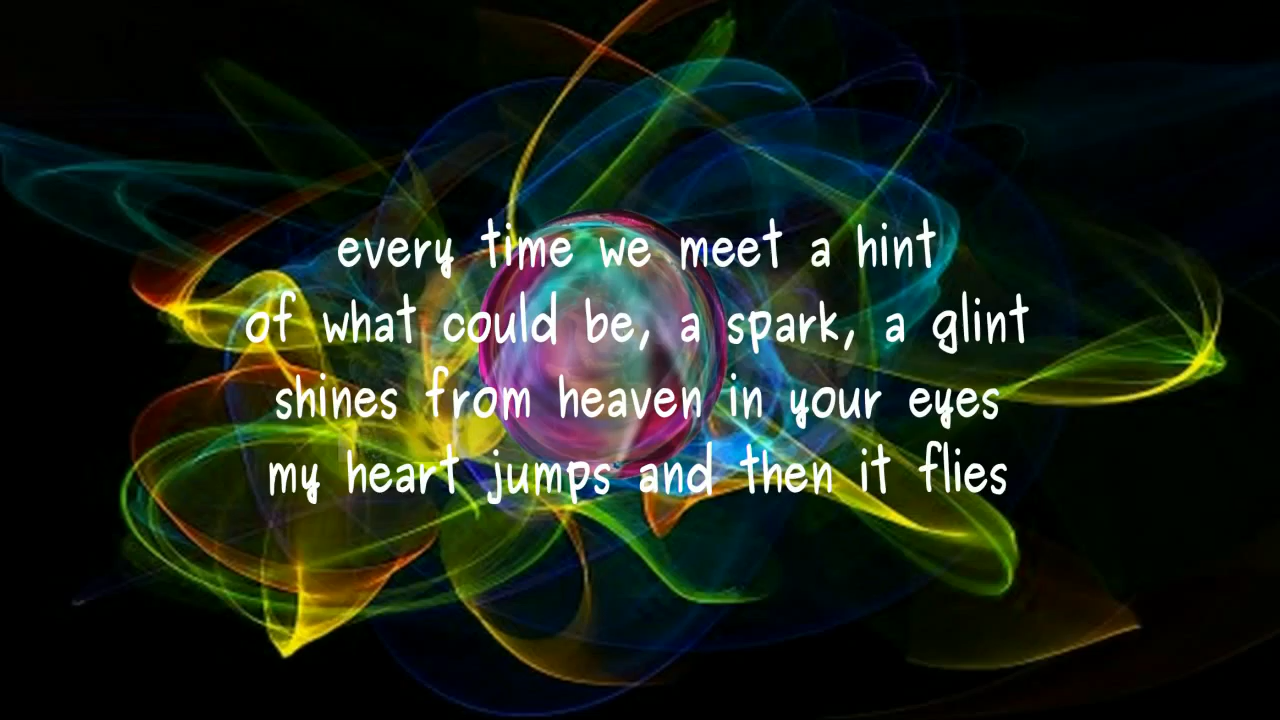 every time we meet a hint
of what could be, a spark, a glint
shines from heaven in your eyes
my heart jumps and then it flies